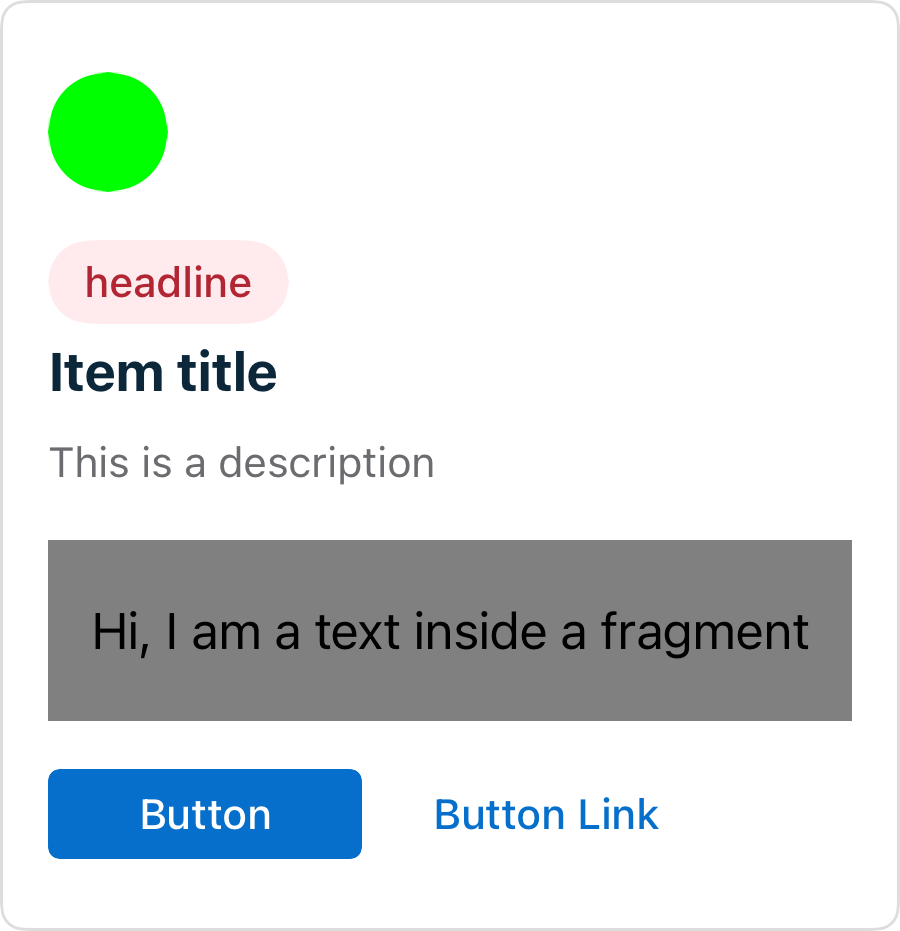 headline
Item title
This is a description
Hi, I am a text inside a fragment
Button
Button Link